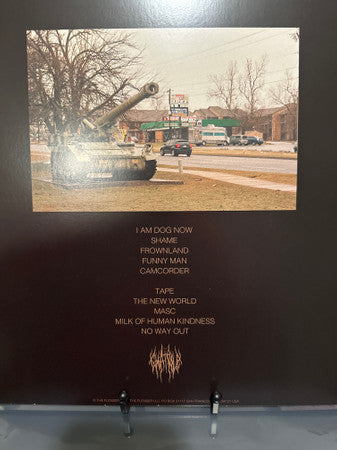 I AM DOG NOW
SHAME
FROWNLAND
FUNNY MAN
CAMCORDER
TAPE
THE NEW WORLD
MASC
MILK OF HUMAN KINDNESS
NO WAY OUT